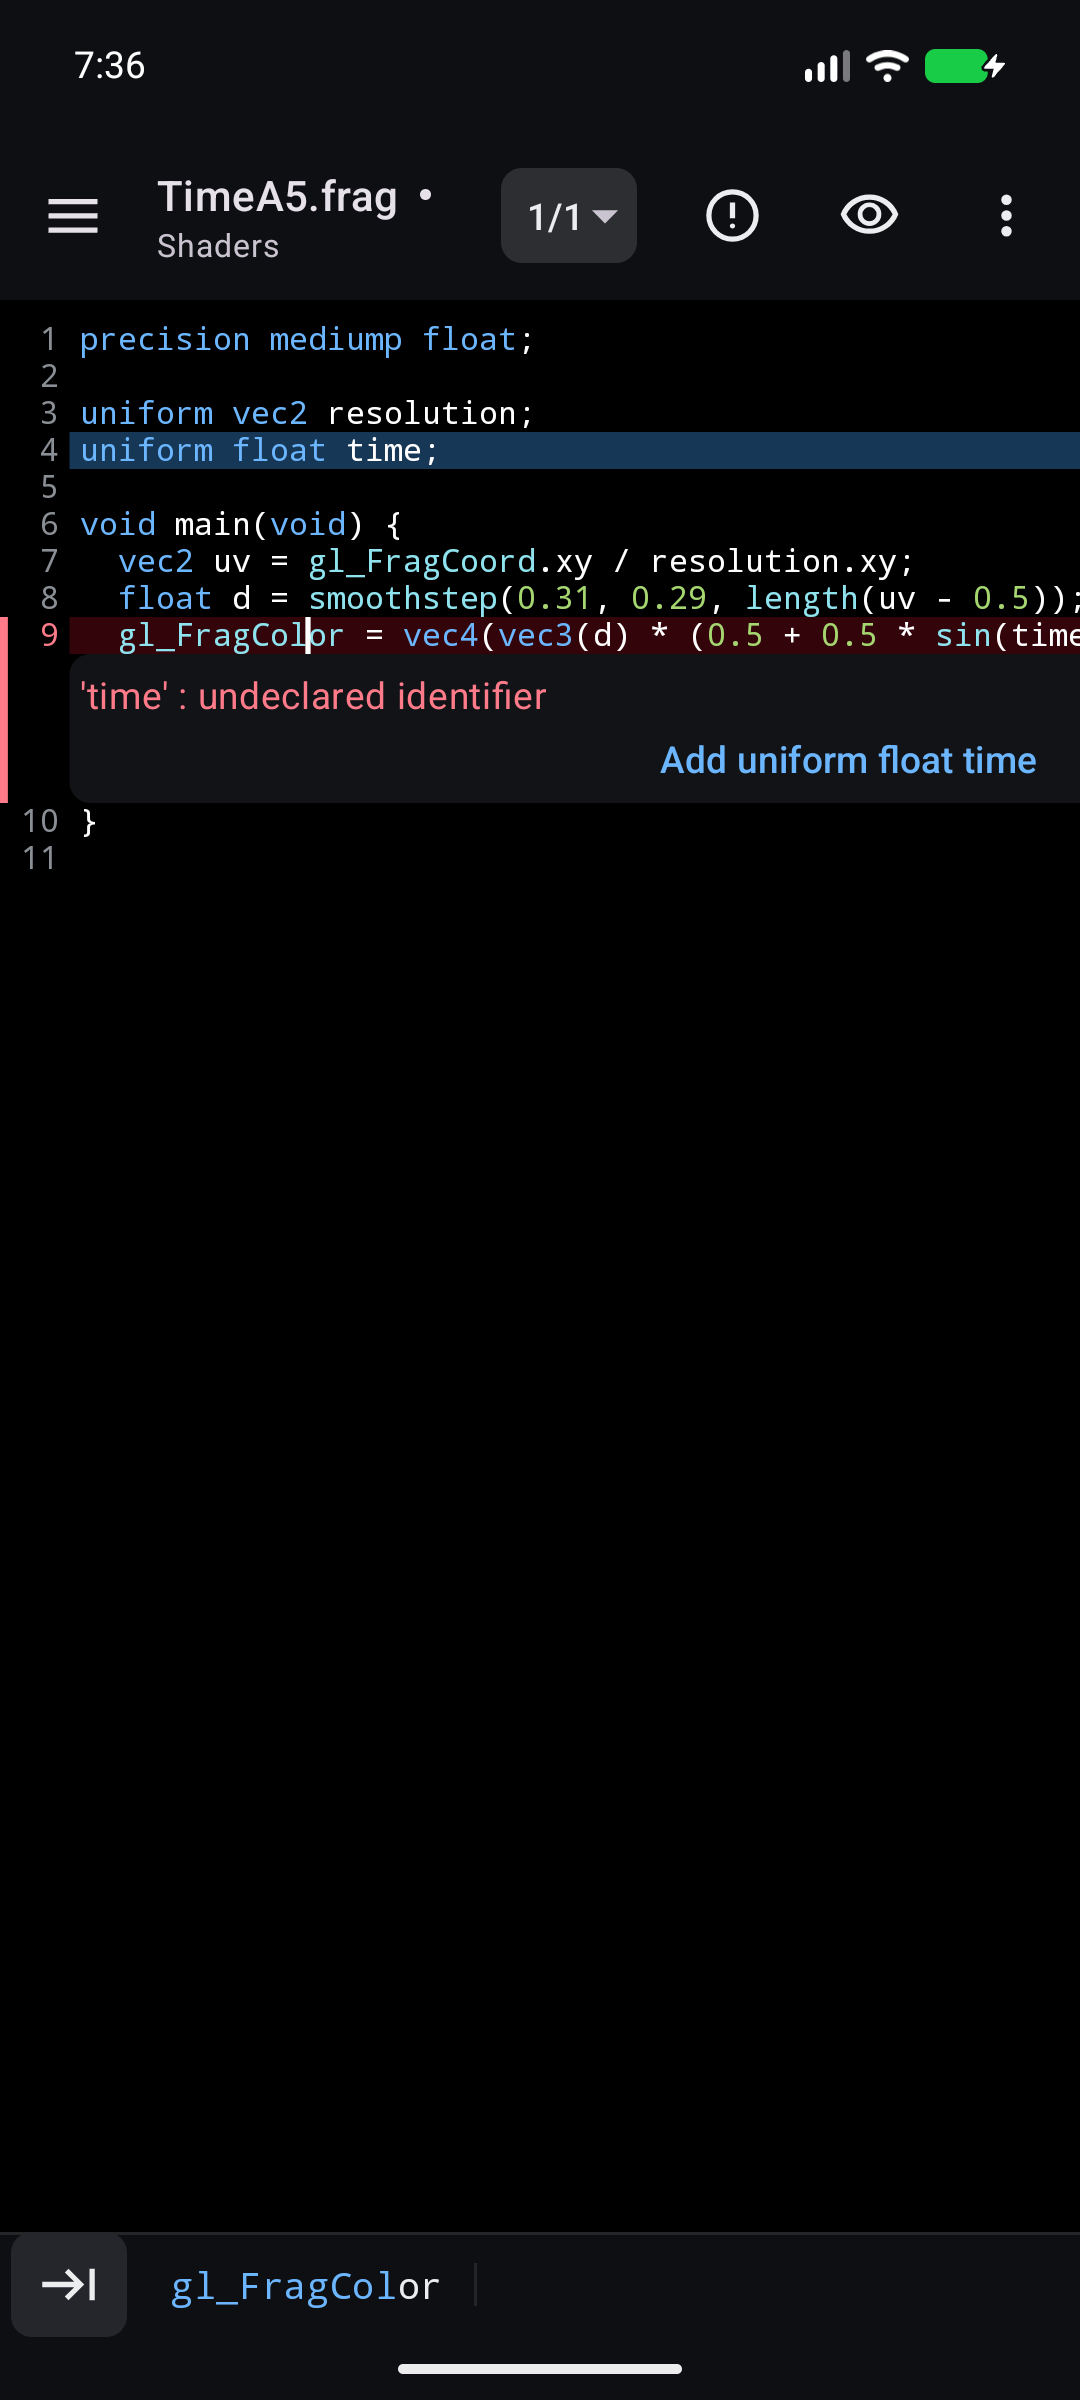 7:36
TimeA5.frag •
Shaders
1/1
1 precision mediump float;
2
3 uniform vec2 resolution;
4 uniform float time;
5
6 void main(void) {
7   vec2 uv = gl_FragCoord.xy / resolution.xy;
8   float d = smoothstep(0.31, 0.29, length(uv - 0.5));
9   gl_FragColor = vec4(vec3(d) * (0.5 + 0.5 * sin(time
'time' : undeclared identifier
Add uniform float time
10 }
11
gl_FragColor